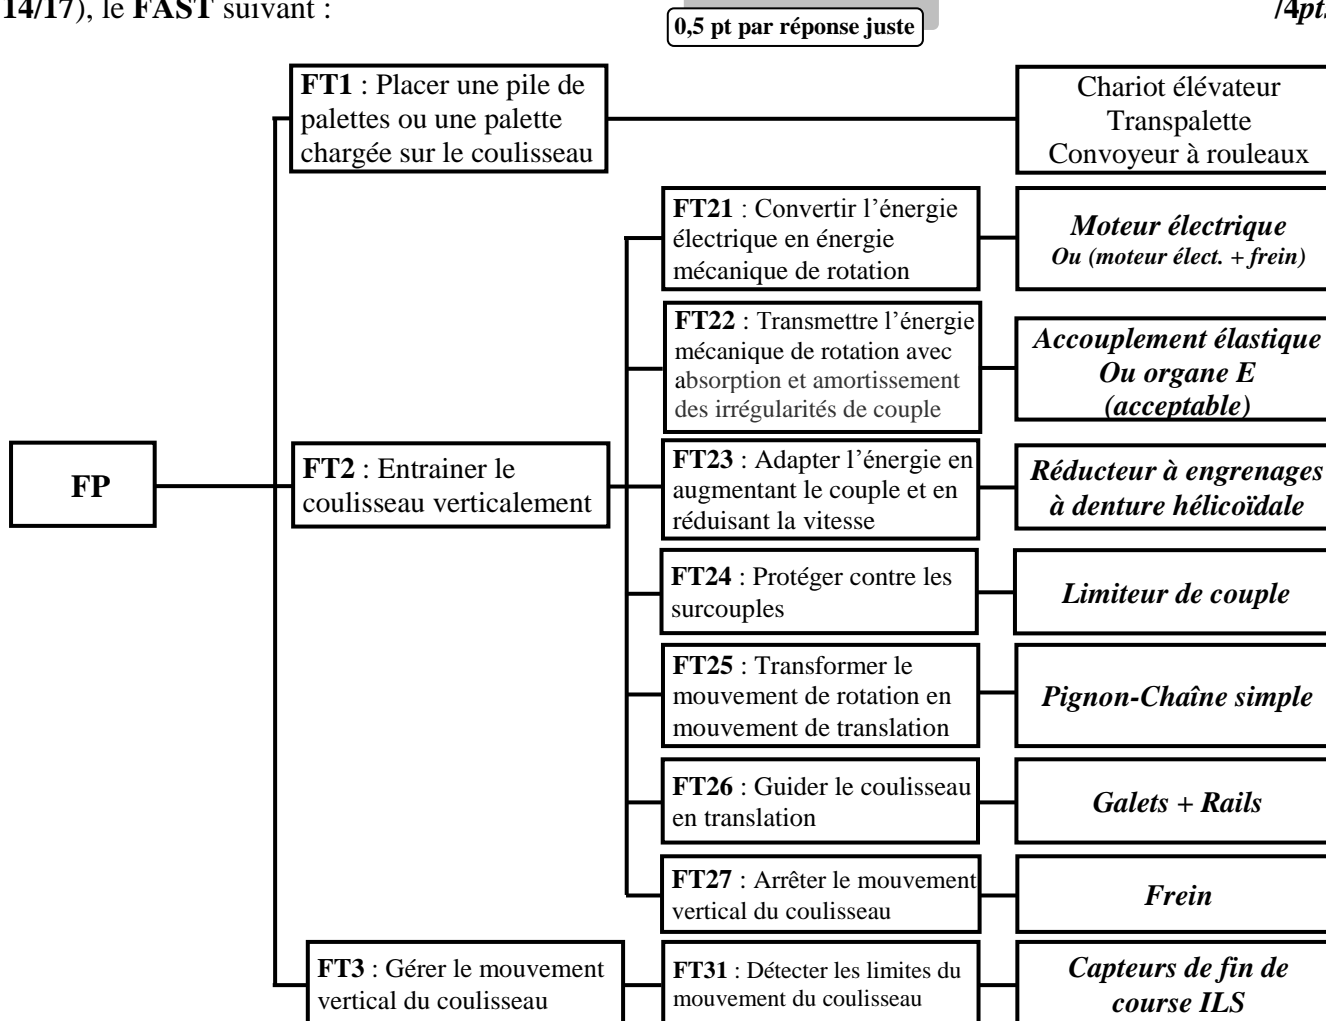 14/17), le FAST suivant :
0,5 pt par réponse juste
/4pts
FT1 : Placer une pile de
palettes ou une palette
chargée sur le coulisseau
Chariot élévateur
Transpalette
Convoyeur à rouleaux
FT21 : Convertir l’énergie
électrique en énergie
mécanique de rotation
Moteur électrique
Ou (moteur élect. + frein)
FT22 : Transmettre l’énergie
mécanique de rotation avec
absorption et amortissement
des irrégularités de couple
Accouplement élastique
Ou organe E
(acceptable)
FP
FT2 : Entrainer le
coulisseau verticalement
FT23 : Adapter l’énergie en
augmentant le couple et en
réduisant la vitesse
Réducteur à engrenages
à denture hélicoïdale
FT24 : Protéger contre les
surcouples
Limiteur de couple
FT25 : Transformer le
mouvement de rotation en
mouvement de translation
Pignon-Chaîne simple
FT26 : Guider le coulisseau
en translation
Galets + Rails
FT27 : Arrêter le mouvement
vertical du coulisseau
Frein
FT3 : Gérer le mouvement
vertical du coulisseau
FT31 : Détecter les limites du
mouvement du coulisseau
Capteurs de fin de
course ILS